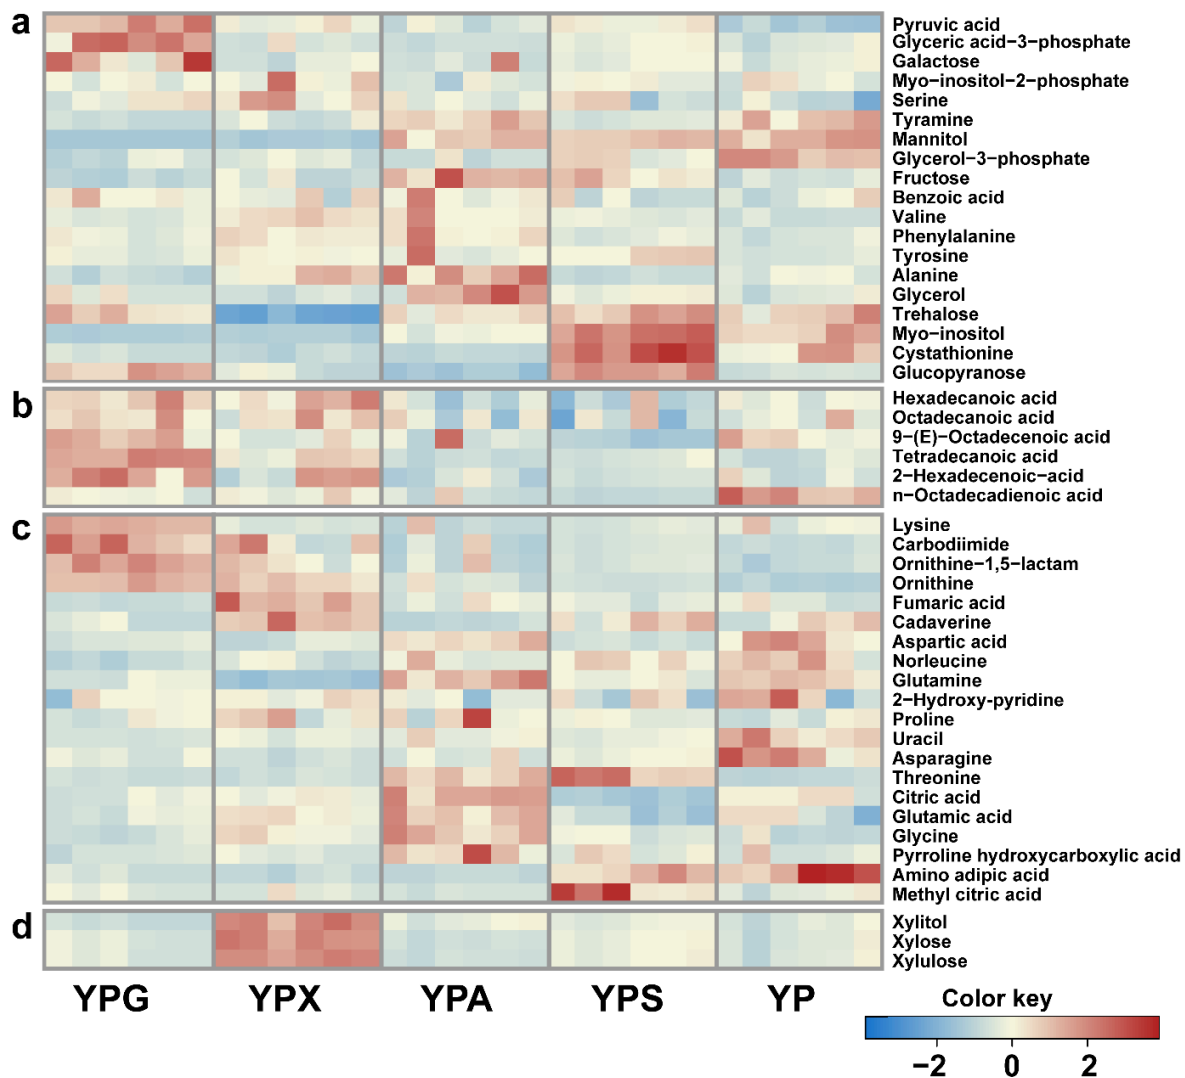 a
Pyruvic acid
Glyceric acid−3−phosphate
Galactose
Myo−inositol−2−phosphate
Serine
Tyramine
Mannitol
Glycerol−3−phosphate
Fructose
Benzoic acid
Valine
Phenylalanine
Tyrosine
Alanine
Glycerol
Trehalose
Myo−inositol
Cystathionine
Glucopyranose
b
Hexadecanoic acid
Octadecanoic acid
9−(E)−Octadecenoic acid
Tetradecanoic acid
2−Hexadecenoic−acid
n−Octadecadienoic acid
c
Lysine
Carbodiimide
Ornithine−1,5−lactam
Ornithine
Fumaric acid
Cadaverine
Aspartic acid
Norleucine
Glutamine
2−Hydroxy-pyridine
Proline
Uracil
Asparagine
Threonine
Citric acid
Glutamic acid
Glycine
Pyrroline hydroxycarboxylic acid
Amino adipic acid
Methyl citric acid
d
Xylitol
Xylose
Xylulose
YPG YPX YPA YPS YP
Color key
−2 0 2